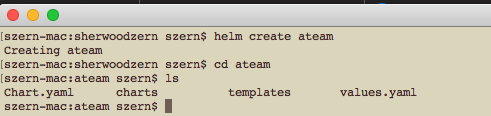 [szern-mac:sherwoodzern szern$ helm create ateam
Creating ateam
[szern-mac:sherwoodzern szern$ cd ateam
[szern-mac:ateam szern$ ls
Chart.yaml charts templates values.yaml
szern-mac:ateam szern$